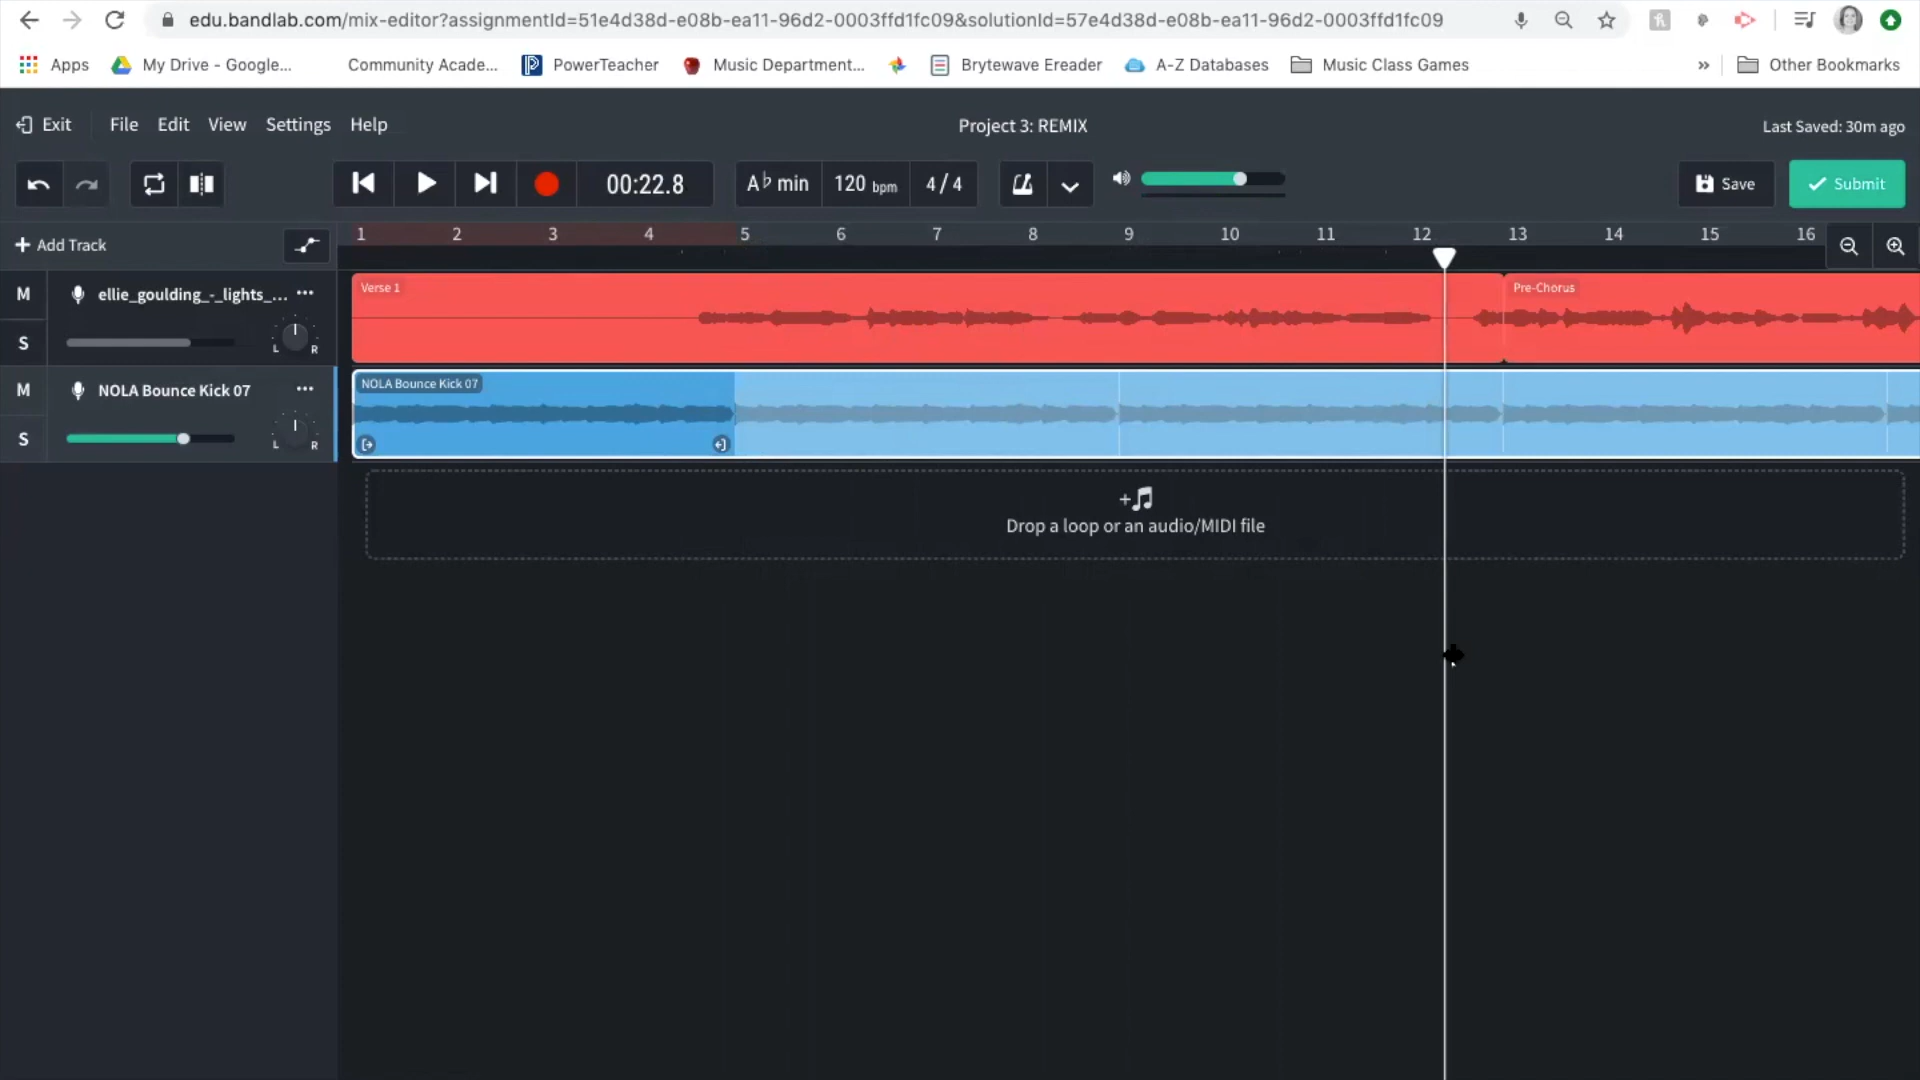 edu.bandlab.com/mix-editor?assignmentId=51e4d38d-e08b-ea11-96d2-0003ffd1fc09&solutionId=57e4d38d-e08b-ea11-96d2-0003ffd1fc09
Apps My Drive - Google... Community Acade... PowerTeacher Music Department... Brytewave Ereader A-Z Databases Music Class Games » Other Bookmarks
Exit File Edit View Settings Help Project 3: REMIX Last Saved: 30m ago
00:22.8 A♭ min 120 bpm 4/4 Save Submit
+ Add Track 1 2 3 4 5 6 7 8 9 10 11 12 13 14 15 16
M ellie_goulding_-_lights_... ... Verse 1 Pre-Chorus
S L R
M NOLA Bounce Kick 07 ... NOLA Bounce Kick 07
S L R
Drop a loop or an audio/MIDI file